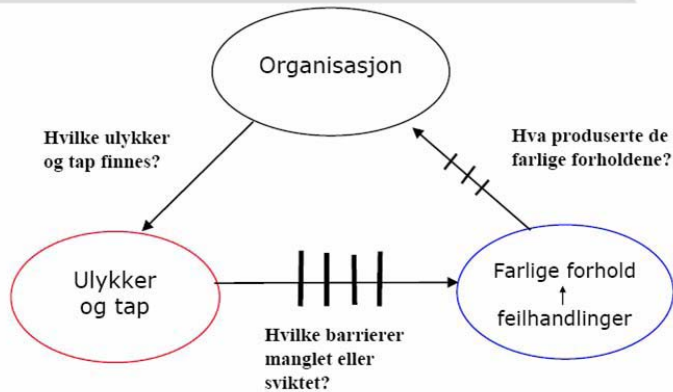 Organisasjon
Hvilke ulykker
og tap finnes?
Hva produserte de
farlige forholdene?
Ulykker
og tap
Farlige forhold
feilhandlinger
Hvilke barrierer
manglet eller
sviktet?